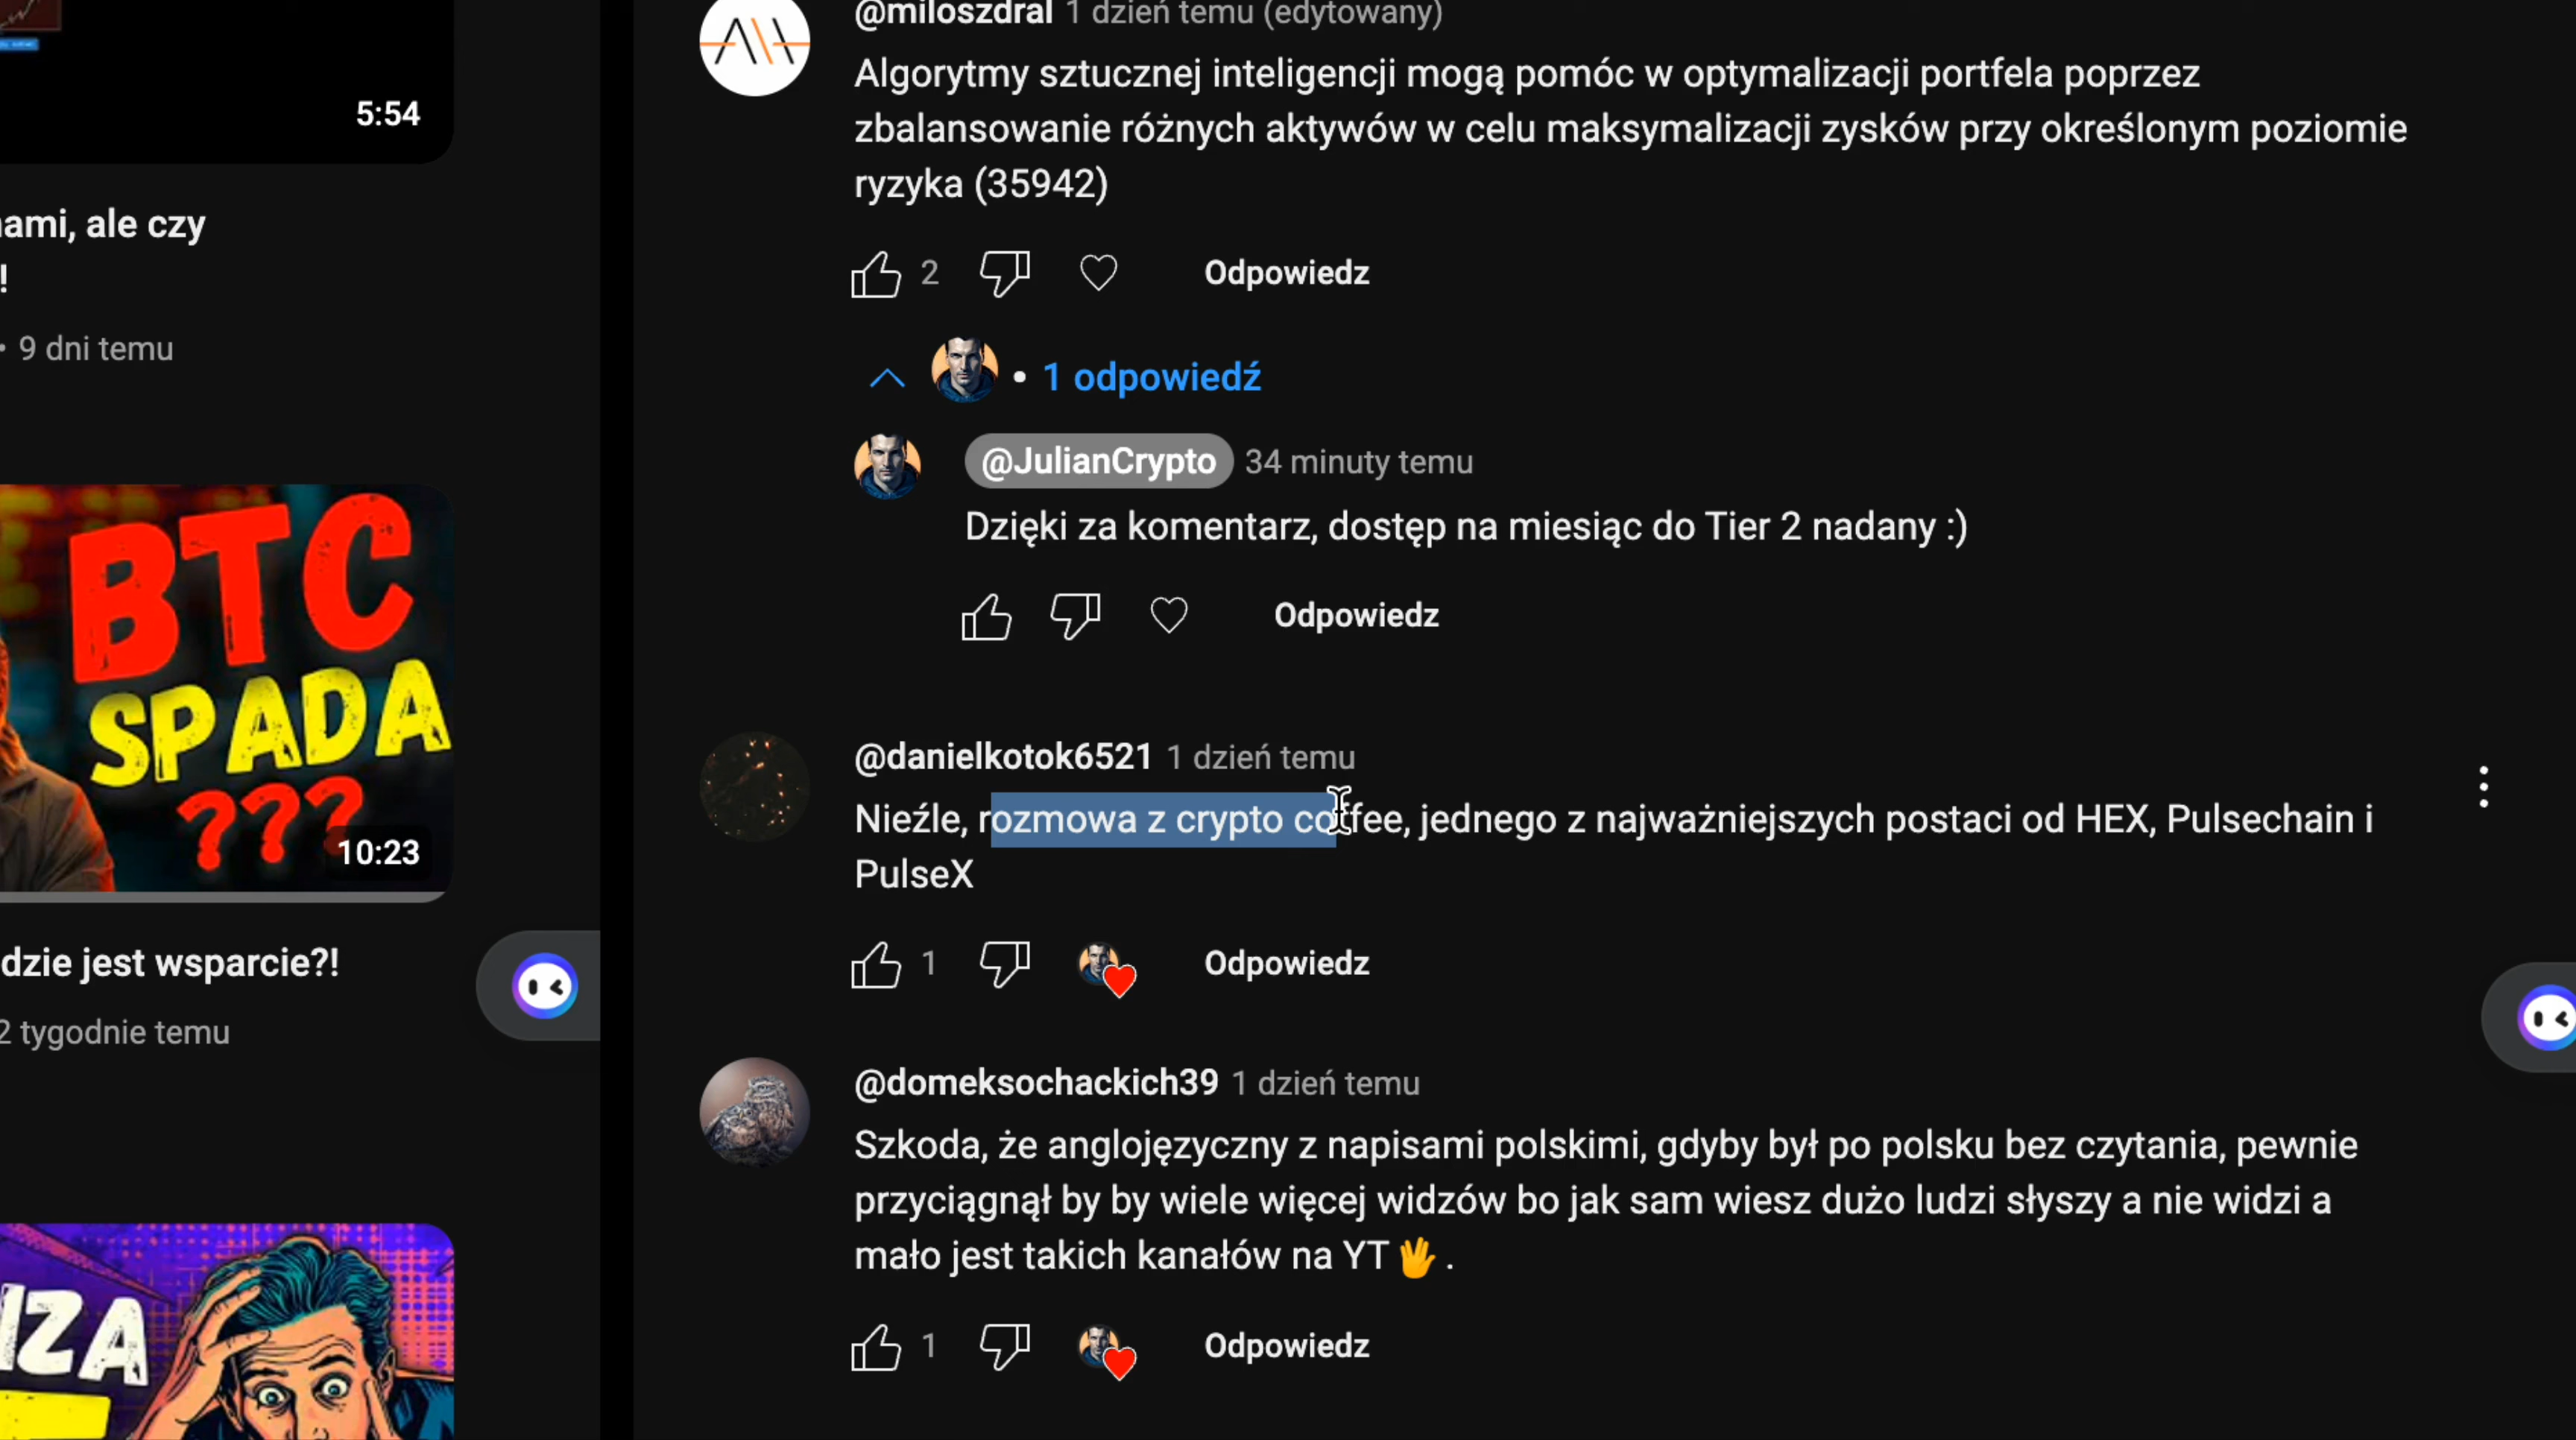 5:54
ami, ale czy
!
• 9 dni temu
BTC
SPADA
???
10:23
dzie jest wsparcie?!
2 tygodnie temu
IZA
@miloszdral 1 dzień temu (edytowany)
Algorytmy sztucznej inteligencji mogą pomóc w optymalizacji portfela poprzez
zbalansowanie różnych aktywów w celu maksymalizacji zysków przy określonym poziomie
ryzyka (35942)
2 Odpowiedz
• 1 odpowiedź
@JulianCrypto 34 minuty temu
Dzięki za komentarz, dostęp na miesiąc do Tier 2 nadany :)
Odpowiedz
@danielkotok6521 1 dzień temu
Nieźle, rozmowa z crypto coffee, jednego z najważniejszych postaci od HEX, Pulsechain i
PulseX
1 Odpowiedz
@domeksochackich39 1 dzień temu
Szkoda, że anglojęzyczny z napisami polskimi, gdyby był po polsku bez czytania, pewnie
przyciągnął by by wiele więcej widzów bo jak sam wiesz dużo ludzi słyszy a nie widzi a
mało jest takich kanałów na YT 🖖 .
1 Odpowiedz